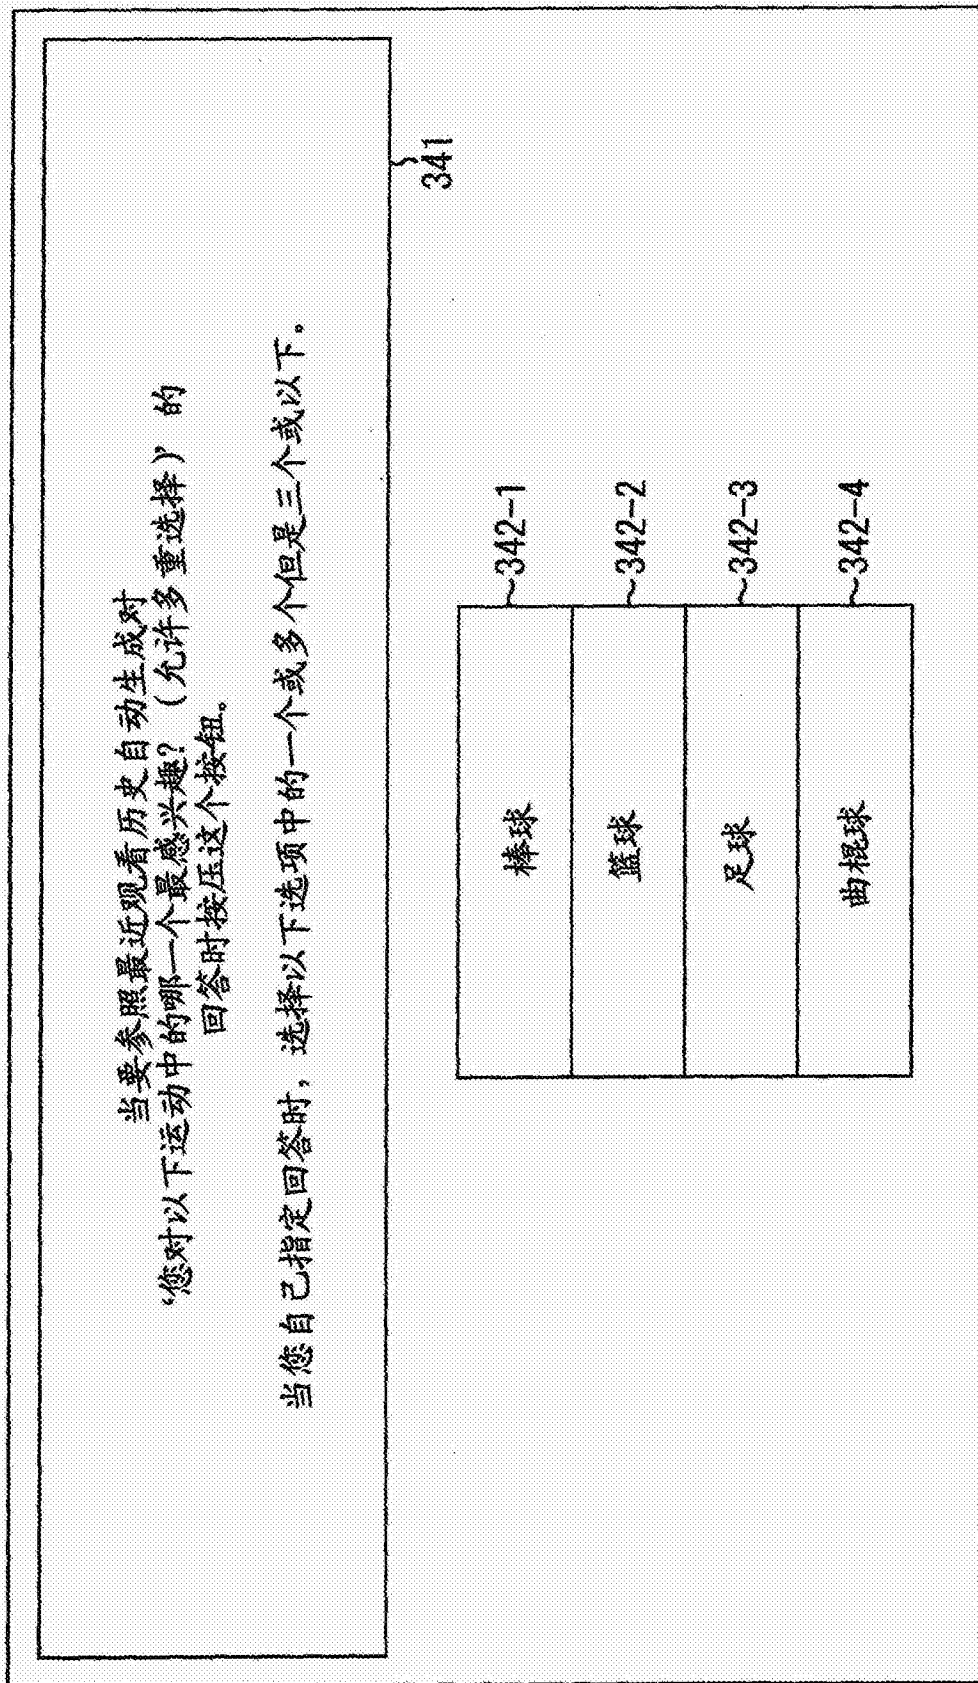 当要参照最近观看历史自动生成对
‘您对以下运动中的哪一个最感兴趣？（允许多重选择）’的
回答时按压这个按钮。
当您自己指定回答时，选择以下选项中的一个或多个但是三个或以下。
341
棒球
342-1
篮球
342-2
足球
342-3
曲棍球
342-4